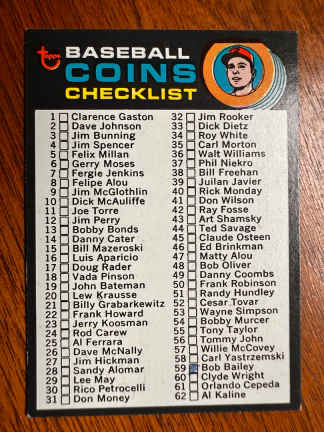 Topps
BASEBALL
COINS
CHECKLIST
1 Clarence Gaston
2 Dave Johnson
3 Jim Bunning
4 Jim Spencer
5 Felix Millan
6 Gerry Moses
7 Fergie Jenkins
8 Felipe Alou
9 Jim McGlothlin
10 Dick McAuliffe
11 Joe Torre
12 Jim Perry
13 Bobby Bonds
14 Danny Cater
15 Bill Mazeroski
16 Luis Aparicio
17 Doug Rader
18 Vada Pinson
19 John Bateman
20 Lew Krausse
21 Billy Grabarkewitz
22 Frank Howard
23 Jerry Koosman
24 Rod Carew
25 Al Ferrara
26 Dave McNally
27 Jim Hickman
28 Sandy Alomar
29 Lee May
30 Rico Petrocelli
31 Don Money
32 Jim Rooker
33 Dick Dietz
34 Roy White
35 Carl Morton
36 Walt Williams
37 Phil Niekro
38 Bill Freehan
39 Juilan Javier
40 Rick Monday
41 Don Wilson
42 Ray Fosse
43 Art Shamsky
44 Ted Savage
45 Claude Osteen
46 Ed Brinkman
47 Matty Alou
48 Bob Oliver
49 Danny Coombs
50 Frank Robinson
51 Randy Hundley
52 Cesar Tovar
53 Wayne Simpson
54 Bobby Murcer
55 Tony Taylor
56 Tommy John
57 Willie McCovey
58 Carl Yastrzemski
59 Bob Bailey
60 Clyde Wright
61 Orlando Cepeda
62 Al Kaline